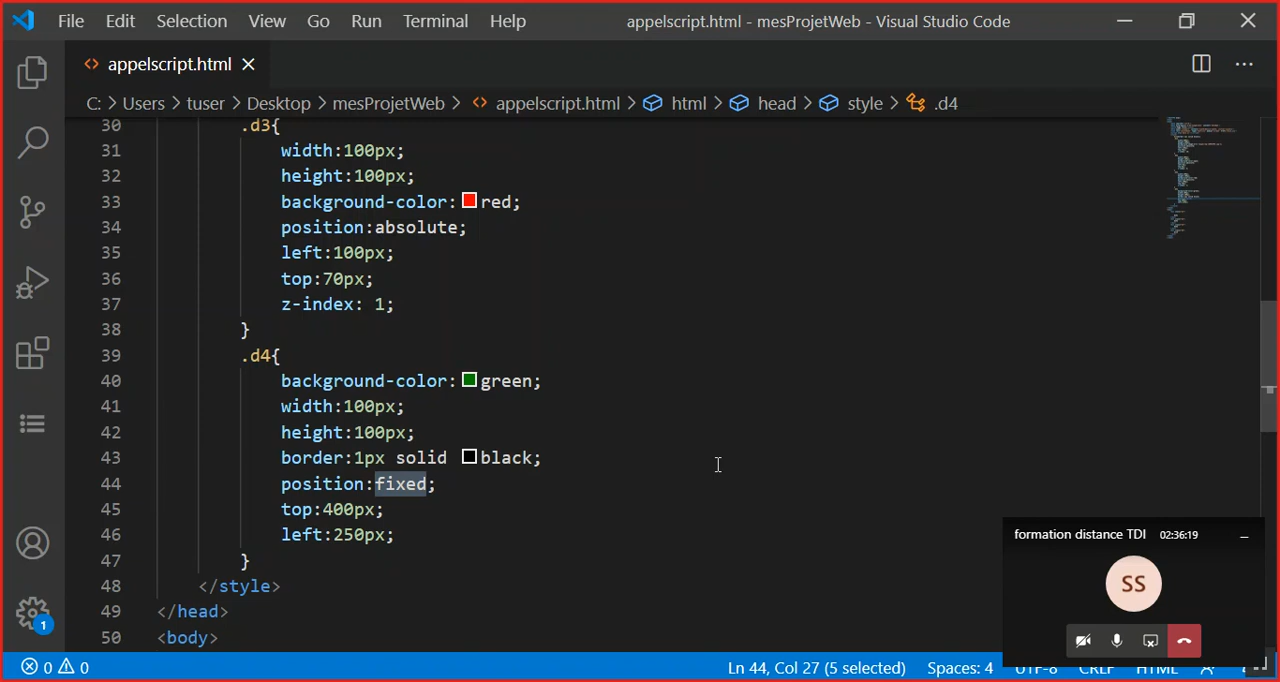 File Edit Selection View Go Run Terminal Help appelscript.html - mesProjetWeb - Visual Studio Code
appelscript.html
C: > Users > tuser > Desktop > mesProjetWeb > appelscript.html > html > head > style > .d4
30 .d3{
31 width:100px;
32 height:100px;
33 background-color: red;
34 position:absolute;
35 left:100px;
36 top:70px;
37 z-index: 1;
38 }
39 .d4{
40 background-color: green;
41 width:100px;
42 height:100px;
43 border:1px solid black;
44 position:fixed;
45 top:400px;
46 left:250px;
47 }
48 </style>
49 </head>
50 <body>
formation distance TDI 02:36:19
SS
1
0 0 Ln 44, Col 27 (5 selected) Spaces: 4 UTF-8 CRLF HTML